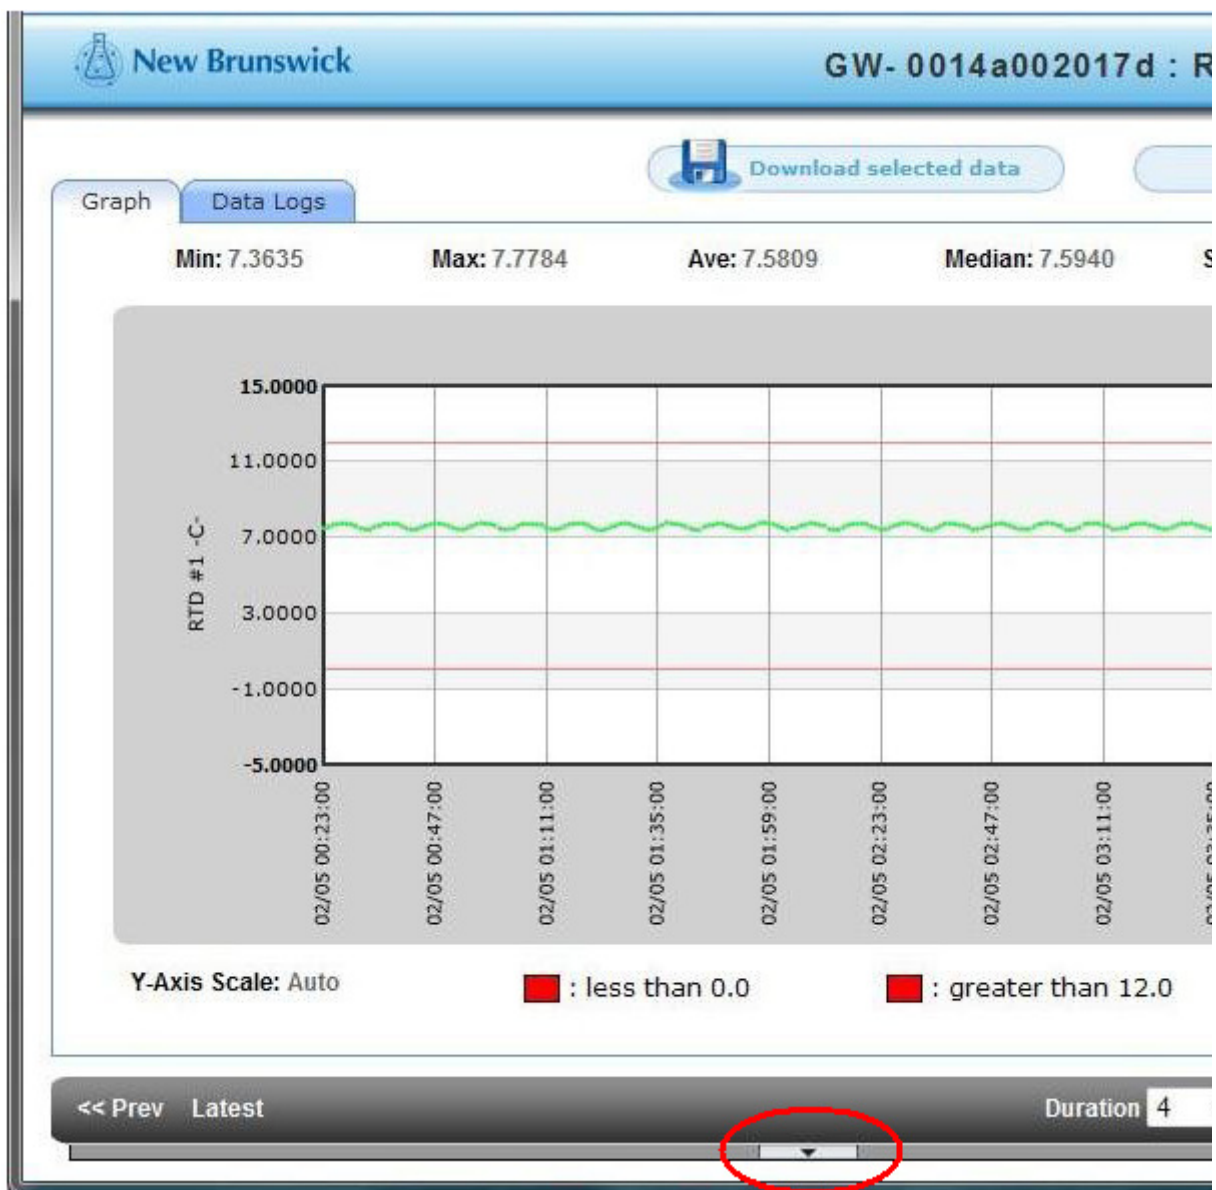 New Brunswick
GW- 0014a002017d : R
Download selected data
Graph Data Logs
Min: 7.3635 Max: 7.7784 Ave: 7.5809 Median: 7.5940 S
15.0000
11.0000
7.0000
3.0000
-1.0000
-5.0000
RTD #1 -C-
02/05 00:23:00
02/05 00:47:00
02/05 01:11:00
02/05 01:35:00
02/05 01:59:00
02/05 02:23:00
02/05 02:47:00
02/05 03:11:00
Y-Axis Scale: Auto : less than 0.0 : greater than 12.0
<< Prev Latest Duration 4